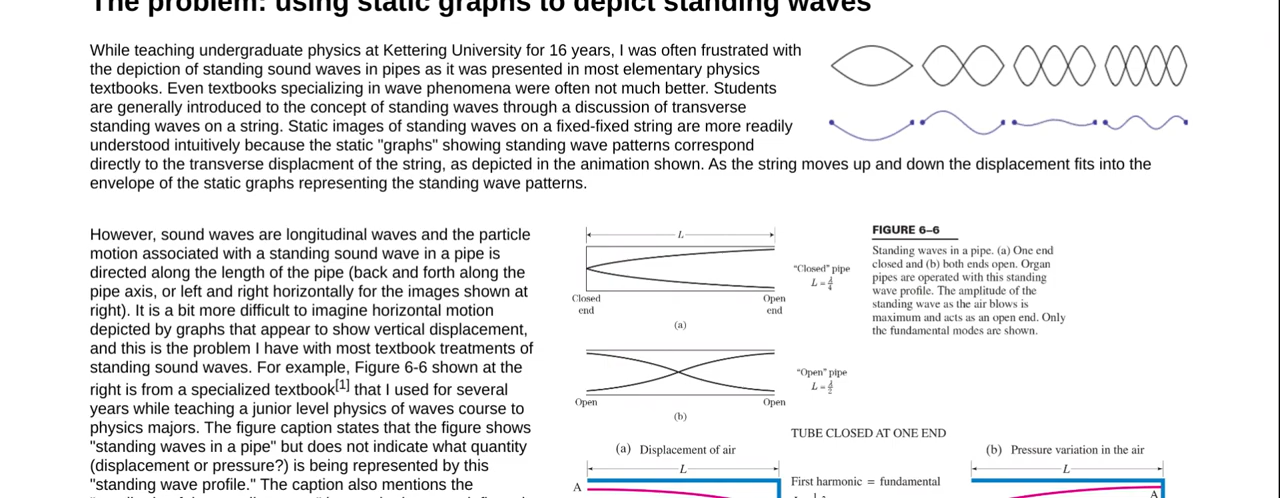 The problem: using static graphs to depict standing waves
While teaching undergraduate physics at Kettering University for 16 years, I was often frustrated with
the depiction of standing sound waves in pipes as it was presented in most elementary physics
textbooks. Even textbooks specializing in wave phenomena were often not much better. Students
are generally introduced to the concept of standing waves through a discussion of transverse
standing waves on a string. Static images of standing waves on a fixed-fixed string are more readily
understood intuitively because the static "graphs" showing standing wave patterns correspond
directly to the transverse displacment of the string, as depicted in the animation shown. As the string moves up and down the displacement fits into the
envelope of the static graphs representing the standing wave patterns.
However, sound waves are longitudinal waves and the particle
motion associated with a standing sound wave in a pipe is
directed along the length of the pipe (back and forth along the
pipe axis, or left and right horizontally for the images shown at
right). It is a bit more difficult to imagine horizontal motion
depicted by graphs that appear to show vertical displacement,
and this is the problem I have with most textbook treatments of
standing sound waves. For example, Figure 6-6 shown at the
right is from a specialized textbook[1] that I used for several
years while teaching a junior level physics of waves course to
physics majors. The figure caption states that the figure shows
"standing waves in a pipe" but does not indicate what quantity
(displacement or pressure?) is being represented by this
"standing wave profile." The caption also mentions the
L
"Closed" pipe
L = λ/4
Closed
end
Open
end
(a)
"Open" pipe
L = λ/2
Open
Open
(b)
FIGURE 6–6
Standing waves in a pipe. (a) One end
closed and (b) both ends open. Organ
pipes are operated with this standing
wave profile. The amplitude of the
standing wave as the air blows is
maximum and acts as an open end. Only
the fundamental modes are shown.
TUBE CLOSED AT ONE END
(a) Displacement of air
(b) Pressure variation in the air
L
L
First harmonic = fundamental
A
A